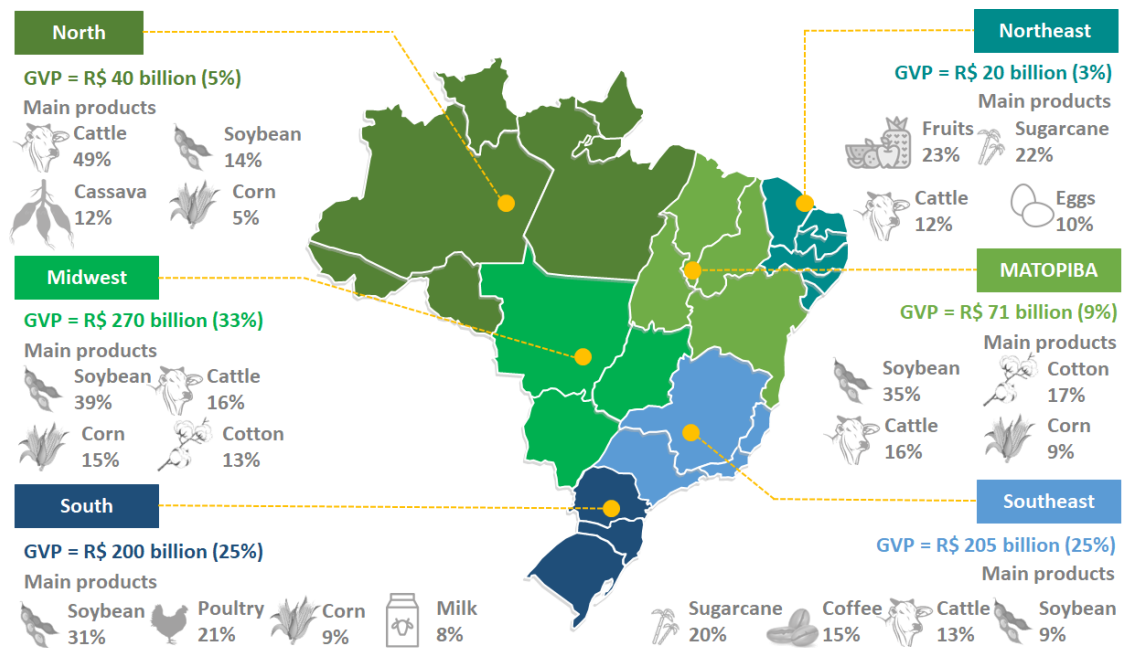 North
GVP = R$ 40 billion (5%)
Main products
Cattle
49%
Soybean
14%
Cassava
12%
Corn
5%
Midwest
GVP = R$ 270 billion (33%)
Main products
Soybean
39%
Cattle
16%
Corn
15%
Cotton
13%
South
GVP = R$ 200 billion (25%)
Main products
Soybean
31%
Poultry
21%
Corn
9%
Milk
8%
Northeast
GVP = R$ 20 billion (3%)
Main products
Fruits
23%
Sugarcane
22%
Cattle
12%
Eggs
10%
MATOPIBA
GVP = R$ 71 billion (9%)
Main products
Soybean
35%
Cotton
17%
Cattle
16%
Corn
9%
Southeast
GVP = R$ 205 billion (25%)
Main products
Sugarcane
20%
Coffee
15%
Cattle
13%
Soybean
9%